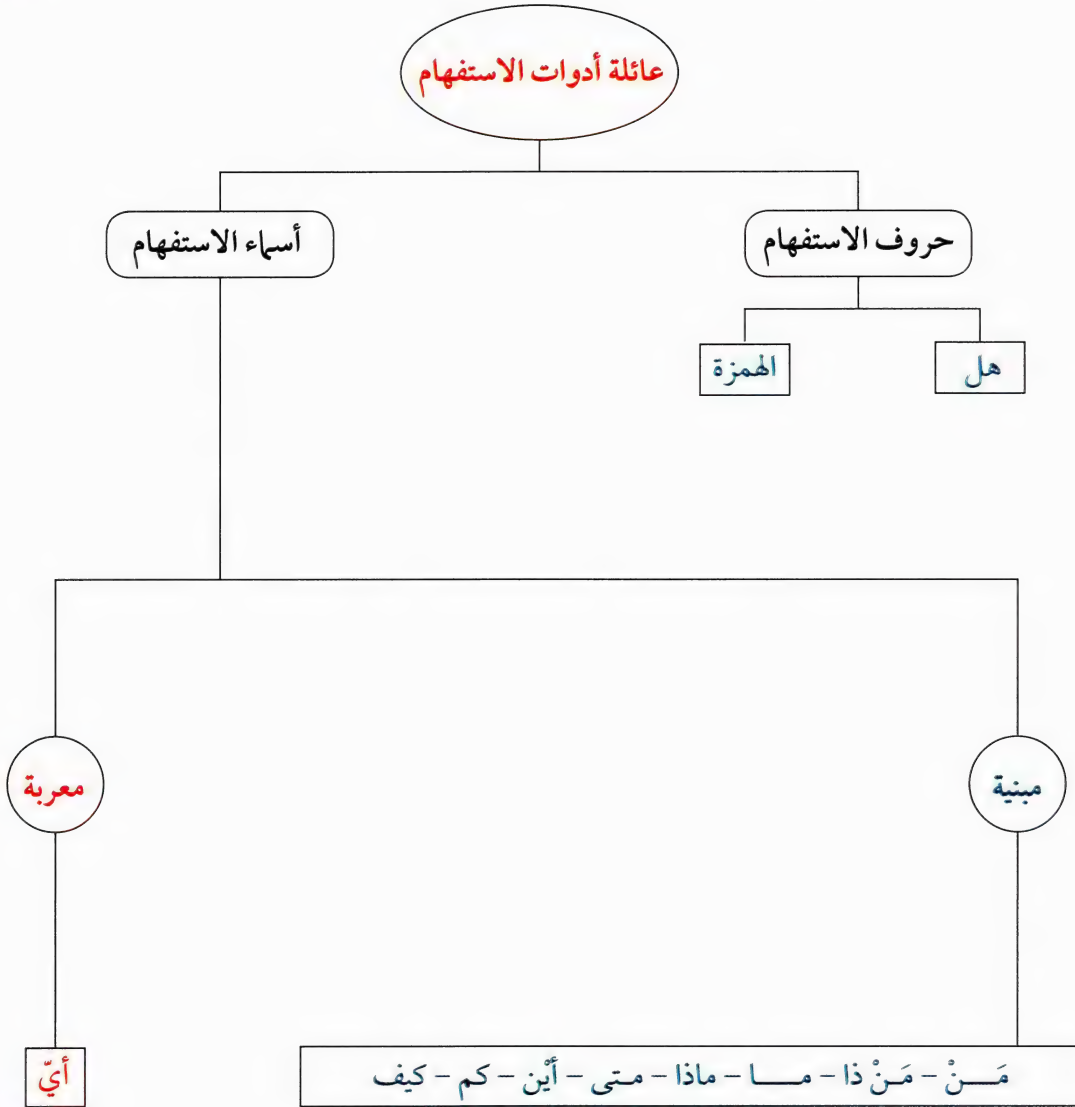 عائلة أدوات الاستفهام
حروف الاستفهام
أسماء الاستفهام
هل
الهمزة
مبنية
معربة
مَـــنْ – مَنْ ذا – مـــا – ماذا – متى – أيْن – كم – كيف
أيّ